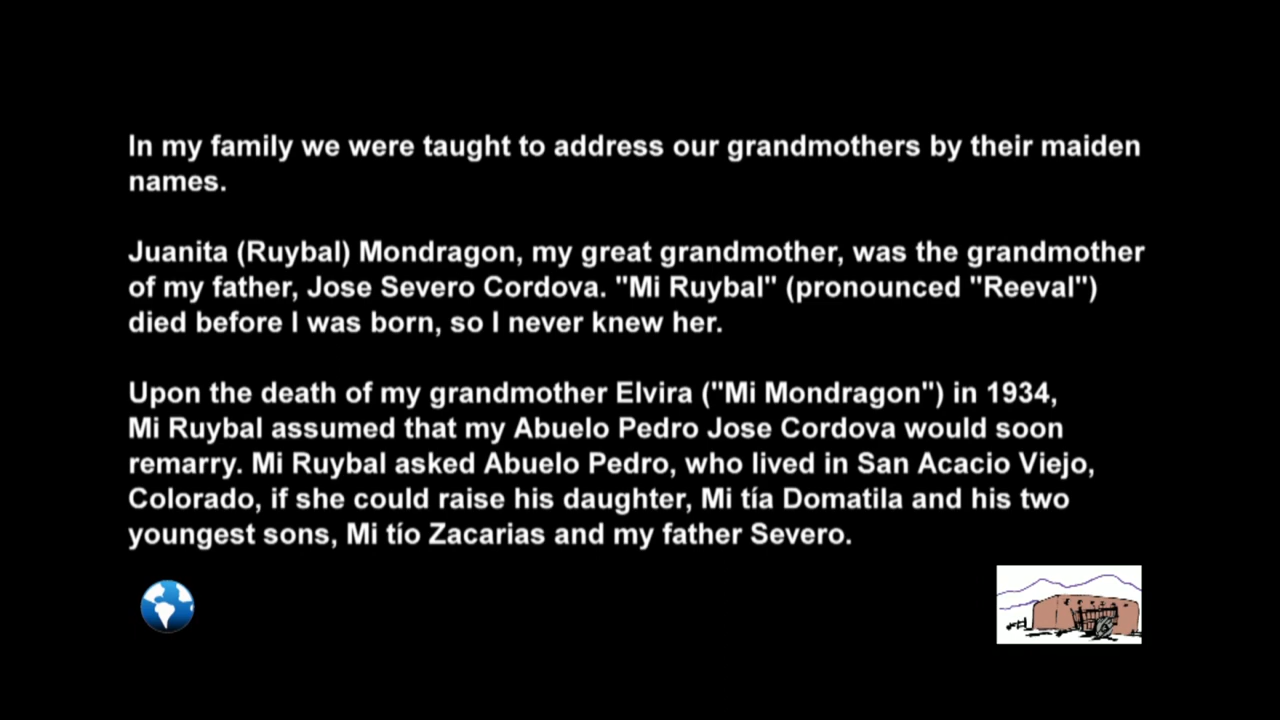 In my family we were taught to address our grandmothers by their maiden
names.
Juanita (Ruybal) Mondragon, my great grandmother, was the grandmother
of my father, Jose Severo Cordova. "Mi Ruybal" (pronounced "Reeval")
died before I was born, so I never knew her.
Upon the death of my grandmother Elvira ("Mi Mondragon") in 1934,
Mi Ruybal assumed that my Abuelo Pedro Jose Cordova would soon
remarry. Mi Ruybal asked Abuelo Pedro, who lived in San Acacio Viejo,
Colorado, if she could raise his daughter, Mi tía Domatila and his two
youngest sons, Mi tío Zacarias and my father Severo.